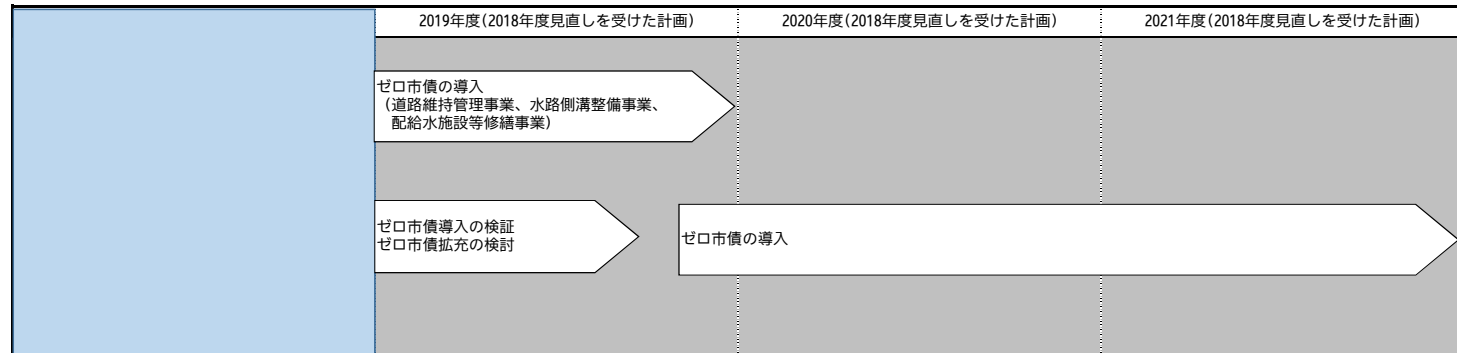 2019年度(2018年度見直しを受けた計画)
2020年度(2018年度見直しを受けた計画)
2021年度(2018年度見直しを受けた計画)
ゼロ市債の導入
（道路維持管理事業、水路側溝整備事業、
配給水施設等修繕事業）
ゼロ市債導入の検証
ゼロ市債拡充の検討
ゼロ市債の導入